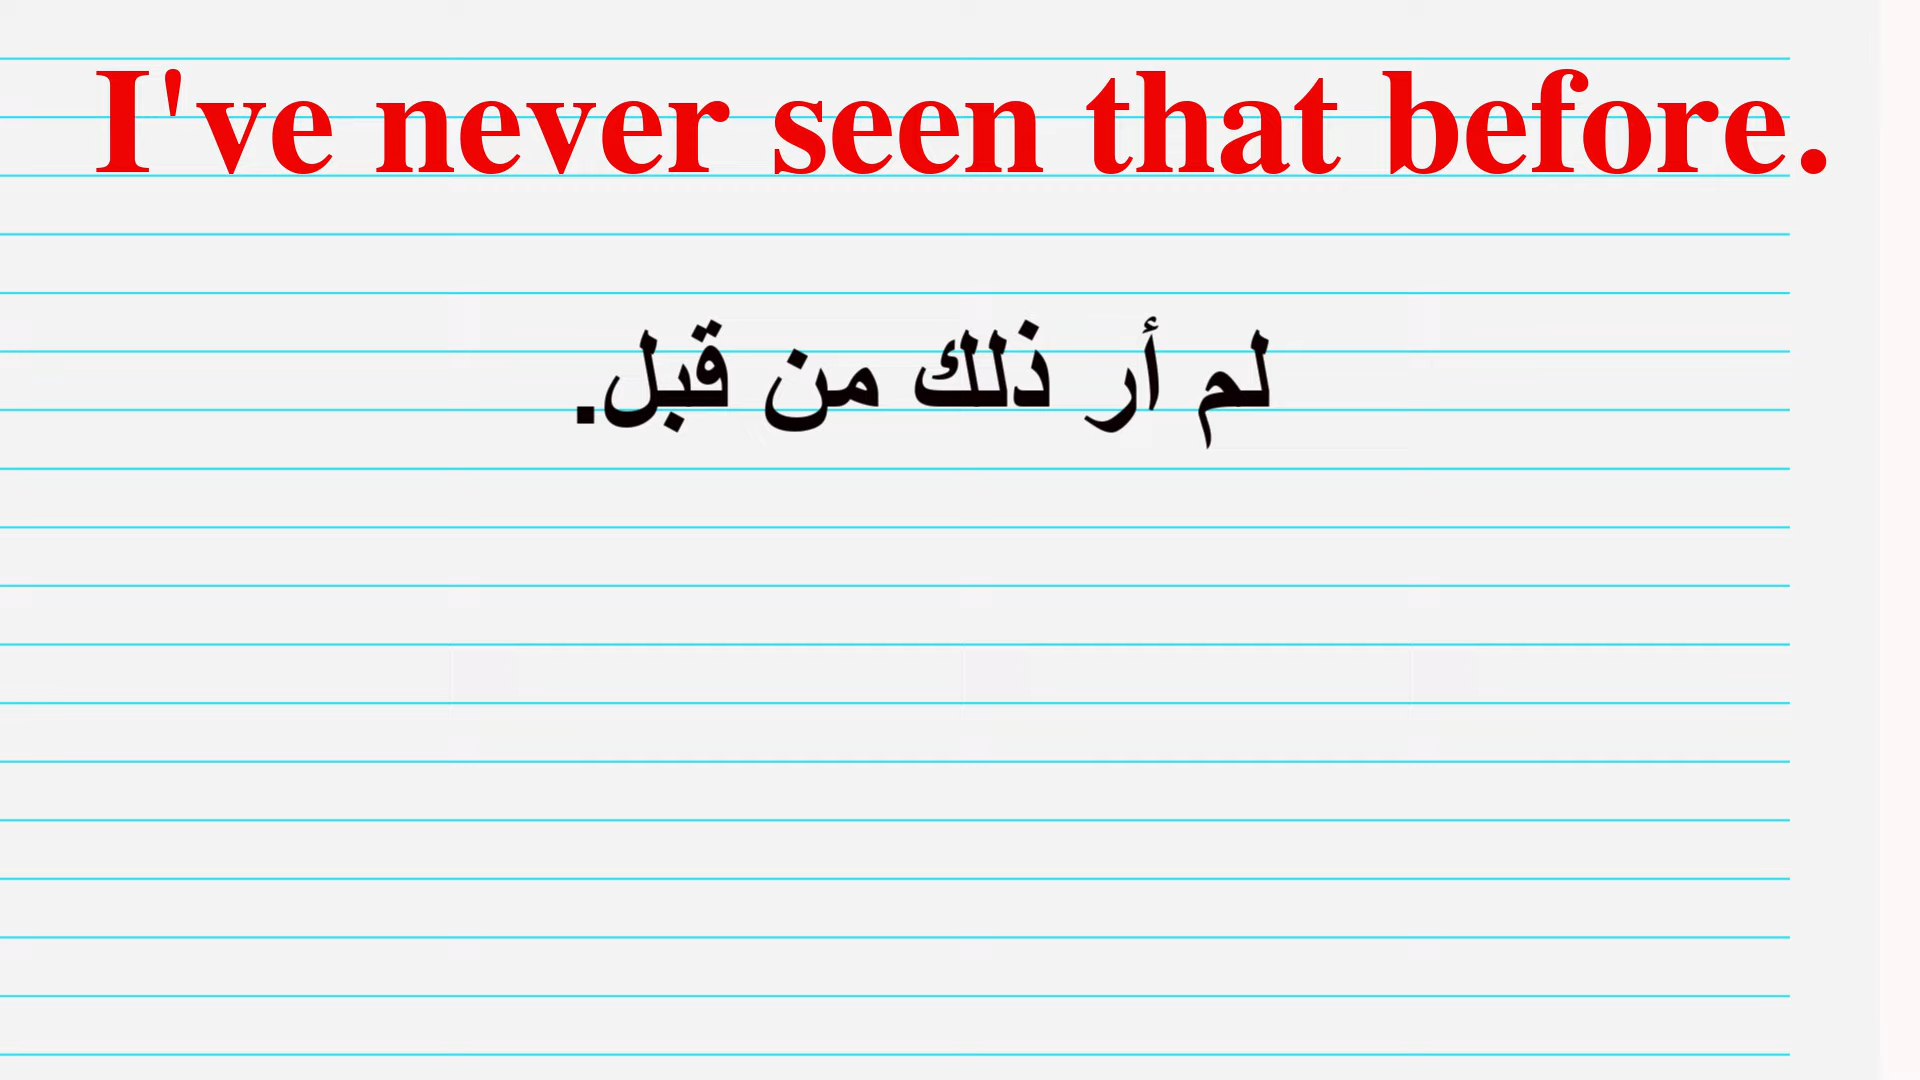 I've never seen that before.
لم أر ذلك من قبل.